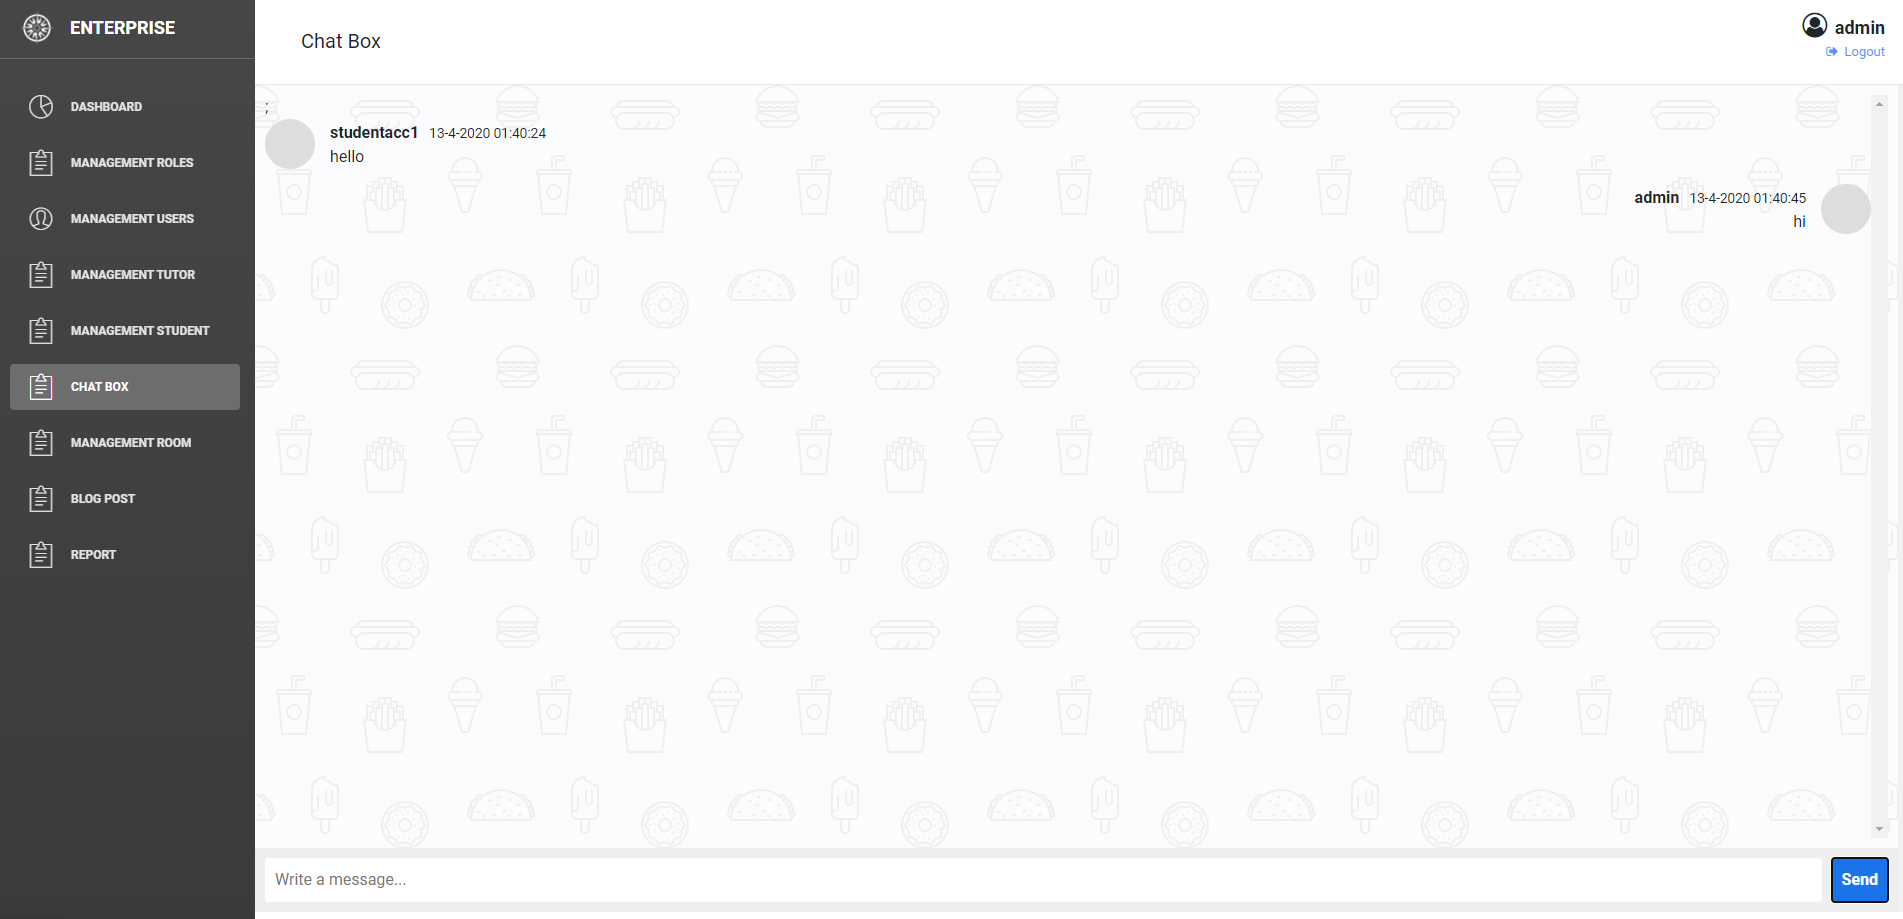 ENTERPRISE
DASHBOARD
MANAGEMENT ROLES
MANAGEMENT USERS
MANAGEMENT TUTOR
MANAGEMENT STUDENT
CHAT BOX
MANAGEMENT ROOM
BLOG POST
REPORT
Chat Box
admin
Logout
;
studentacc1 13-4-2020 01:40:24
hello
admin 13-4-2020 01:40:45
hi
Write a message...
Send